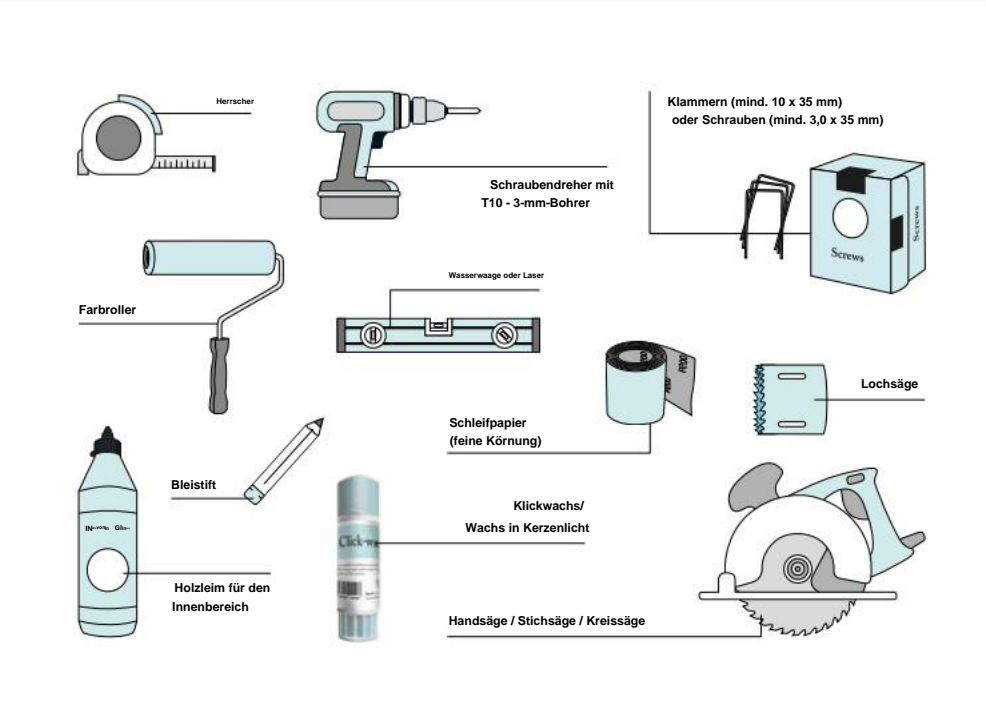 Herrscher
Klammern (mind. 10 x 35 mm)
oder Schrauben (mind. 3,0 x 35 mm)
Schraubendreher mit
T10 - 3-mm-Bohrer
Screws
Screws
Farbroller
Wasserwaage oder Laser
Lochsäge
Schleifpapier
(feine Körnung)
Bleistift
Klickwachs/
Wachs in Kerzenlicht
Click-wa
Holzleim für den
Innenbereich
Handsäge / Stichsäge / Kreissäge